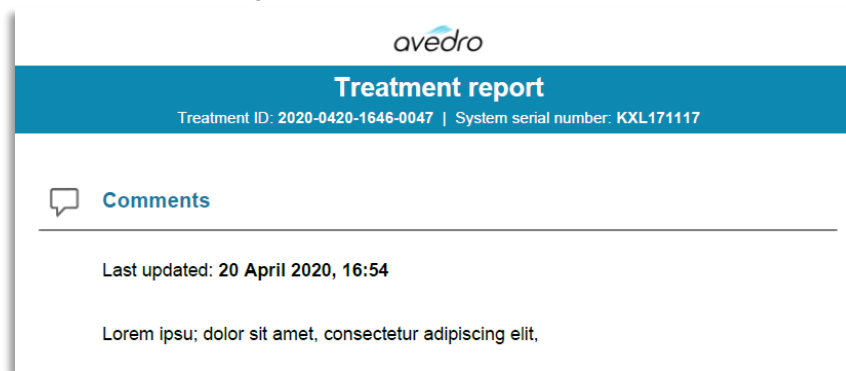 avedro
Treatment report
Treatment ID: 2020-0420-1646-0047 | System serial number: KXL171117
Comments
Last updated: 20 April 2020, 16:54
Lorem ipsu; dolor sit amet, consectetur adipiscing elit,